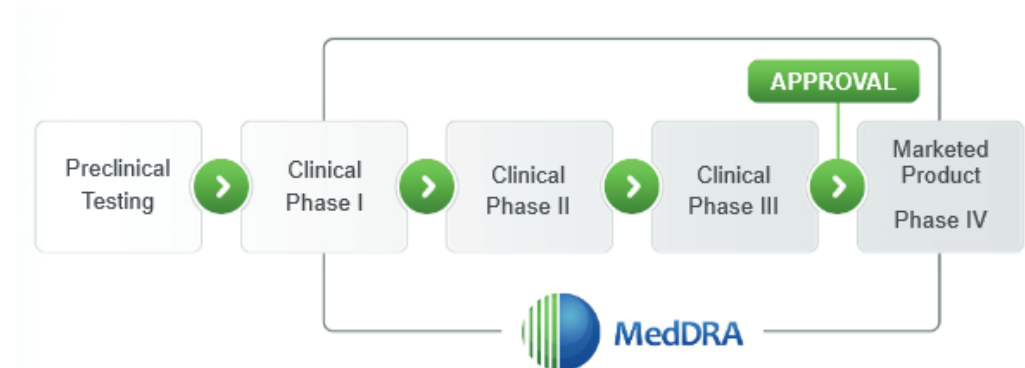 APPROVAL
Preclinical
Testing
Clinical
Phase I
Clinical
Phase II
Clinical
Phase III
Marketed
Product
Phase IV
MedDRA